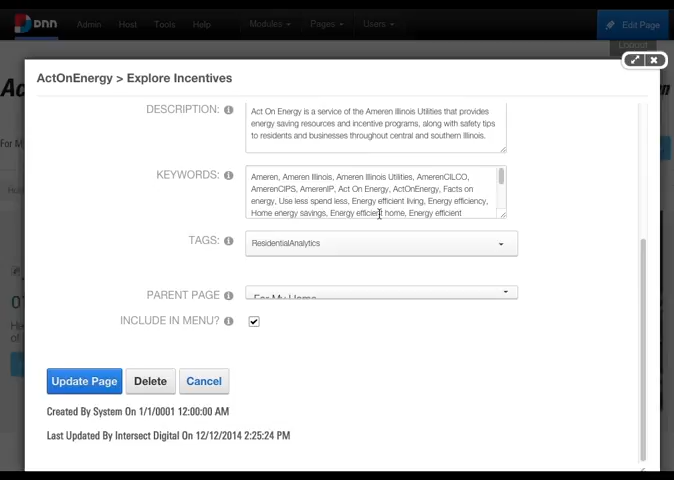 DNN Admin Host Tools Help Modules Pages Users Edit Page
ActOnEnergy > Explore Incentives
DESCRIPTION:
Act On Energy is a service of the Ameren Illinois Utilities that provides
energy saving resources and incentive programs, along with safety tips
to residents and businesses throughout central and southern Illinois.
KEYWORDS:
Ameren, Ameren Illinois, Ameren Illinois Utilities, AmerenCILCO,
AmerenCIPS, AmerenIP, Act On Energy, ActOnEnergy, Facts on
energy, Use less spend less, Energy efficient living, Energy efficiency,
Home energy savings, Energy efficient home, Energy efficient
TAGS: ResidentialAnalytics
PARENT PAGE For My Home
INCLUDE IN MENU?
Update Page Delete Cancel
Created By System On 1/1/0001 12:00:00 AM
Last Updated By Intersect Digital On 12/12/2014 2:25:24 PM